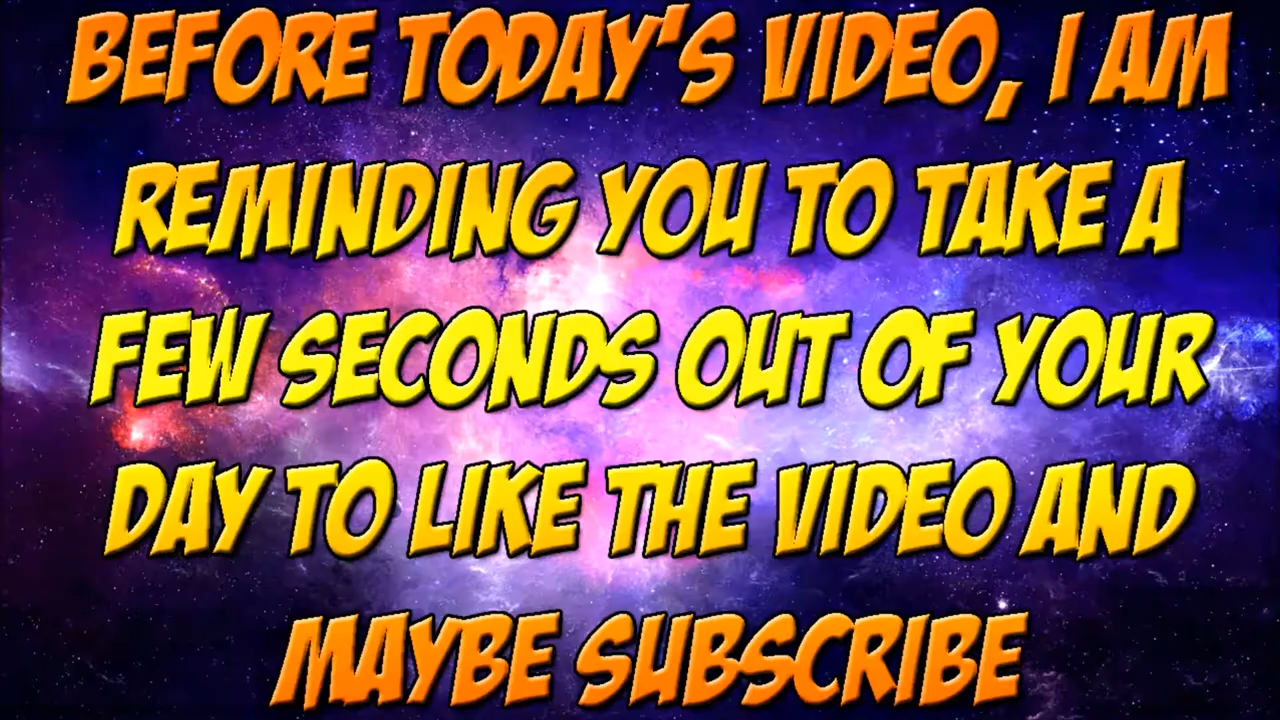 BEFORE TODAY'S VIDEO, I AM
REMINDING YOU TO TAKE A
FEW SECONDS OUT OF YOUR
DAY TO LIKE THE VIDEO AND
MAYBE SUBSCRIBE